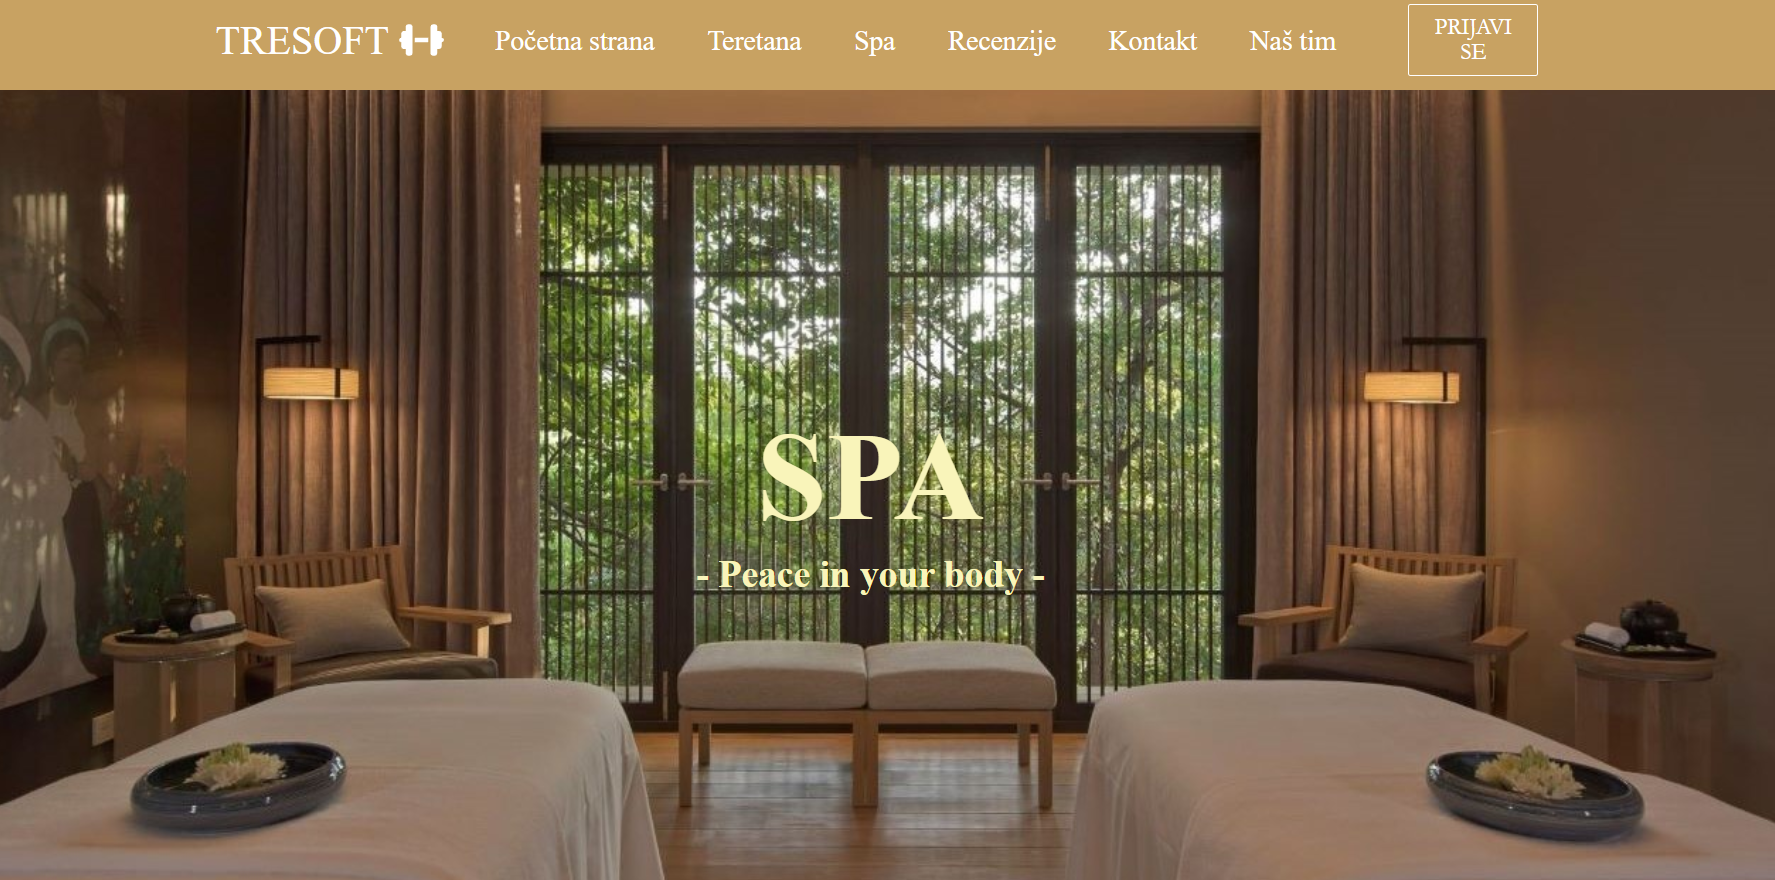 TRESOFT Početna strana Teretana Spa Recenzije Kontakt Naš tim PRIJAVI
SE
SPA
- Peace in your body -